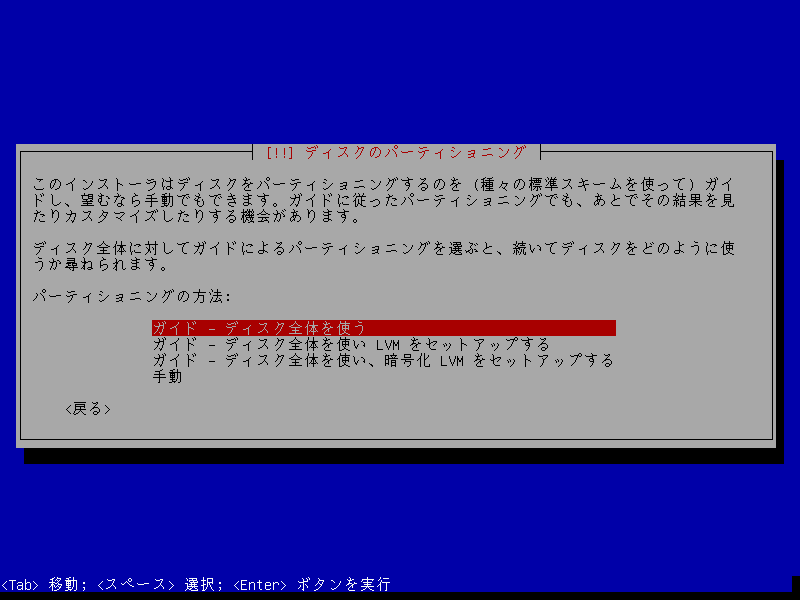 [!!] ディスクのパーティショニング
このインストーラはディスクをパーティショニングするのを (種々の標準スキームを使って) ガイ
ドし、望むなら手動でもできます。ガイドに従ったパーティショニングでも、あとでその結果を見
たりカスタマイズしたりする機会があります。
ディスク全体に対してガイドによるパーティショニングを選ぶと、続いてディスクをどのように使
うか尋ねられます。
パーティショニングの方法:
ガイド - ディスク全体を使う
ガイド - ディスク全体を使い LVM をセットアップする
ガイド - ディスク全体を使い、暗号化 LVM をセットアップする
手動
<戻る>
<Tab> 移動; <スペース> 選択; <Enter> ボタンを実行